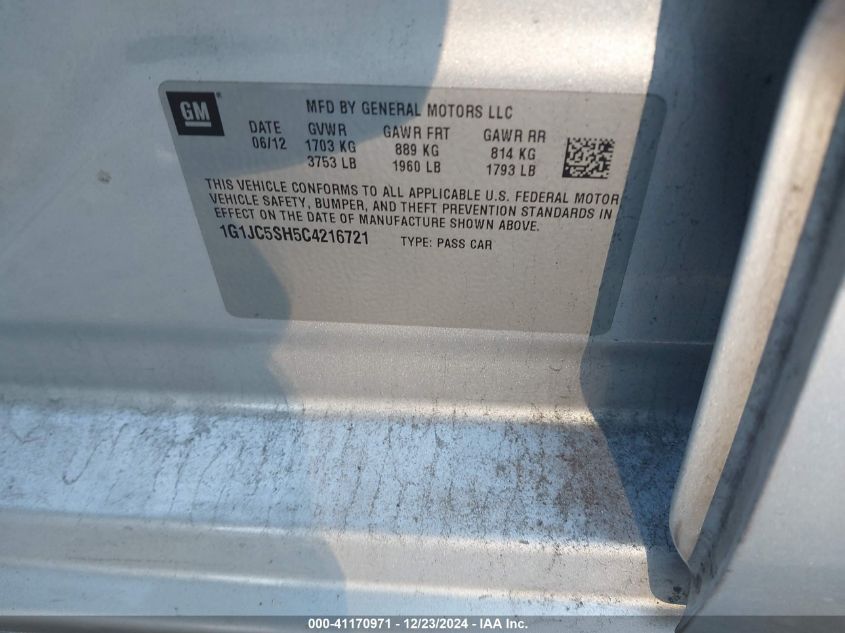 GM
MFD BY GENERAL MOTORS LLC
DATE GVWR GAWR FRT GAWR RR
06/12 1703 KG 889 KG 814 KG
3753 LB 1960 LB 1793 LB
THIS VEHICLE CONFORMS TO ALL APPLICABLE U.S. FEDERAL MOTOR
VEHICLE SAFETY, BUMPER, AND THEFT PREVENTION STANDARDS IN
EFFECT ON THE DATE OF MANUFACTURE SHOWN ABOVE.
1G1JC5SH5C4216721 TYPE: PASS CAR
000-41170971 - 12/23/2024 - IAA Inc.